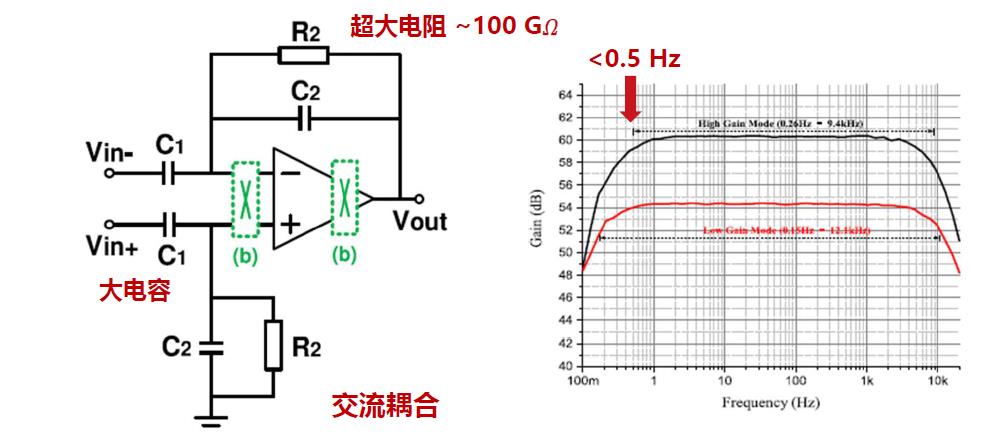 超大电阻 ~100 GΩ
R2
C2
Vin-
C1
Vin+
C1
−
+
Vout
(b)
(b)
大电容
C2
R2
交流耦合
<0.5 Hz
High Gain Mode (0.26Hz - 9.4kHz)
Low Gain Mode (0.15Hz - 12.1kHz)
Gain (dB)
64
62
60
58
56
54
52
50
48
46
44
42
40
100m 1 10 100 1k 10k
Frequency (Hz)